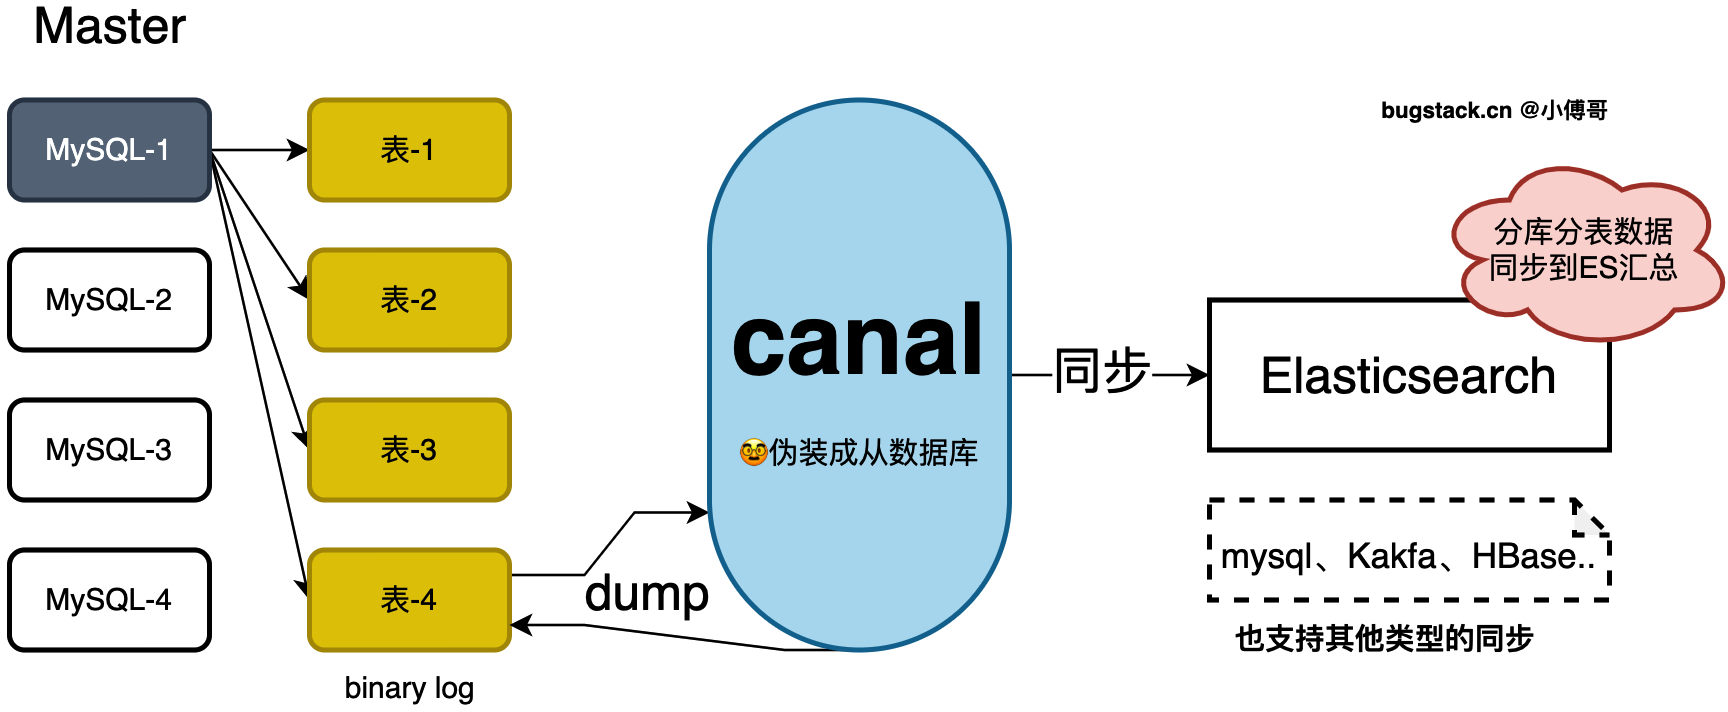 Master
bugstack.cn @小傅哥
MySQL-1
表-1
MySQL-2
表-2
MySQL-3
表-3
MySQL-4
表-4
binary log
dump
canal
🥸伪装成从数据库
同步
分库分表数据
同步到ES汇总
Elasticsearch
mysql、Kakfa、HBase..
也支持其他类型的同步